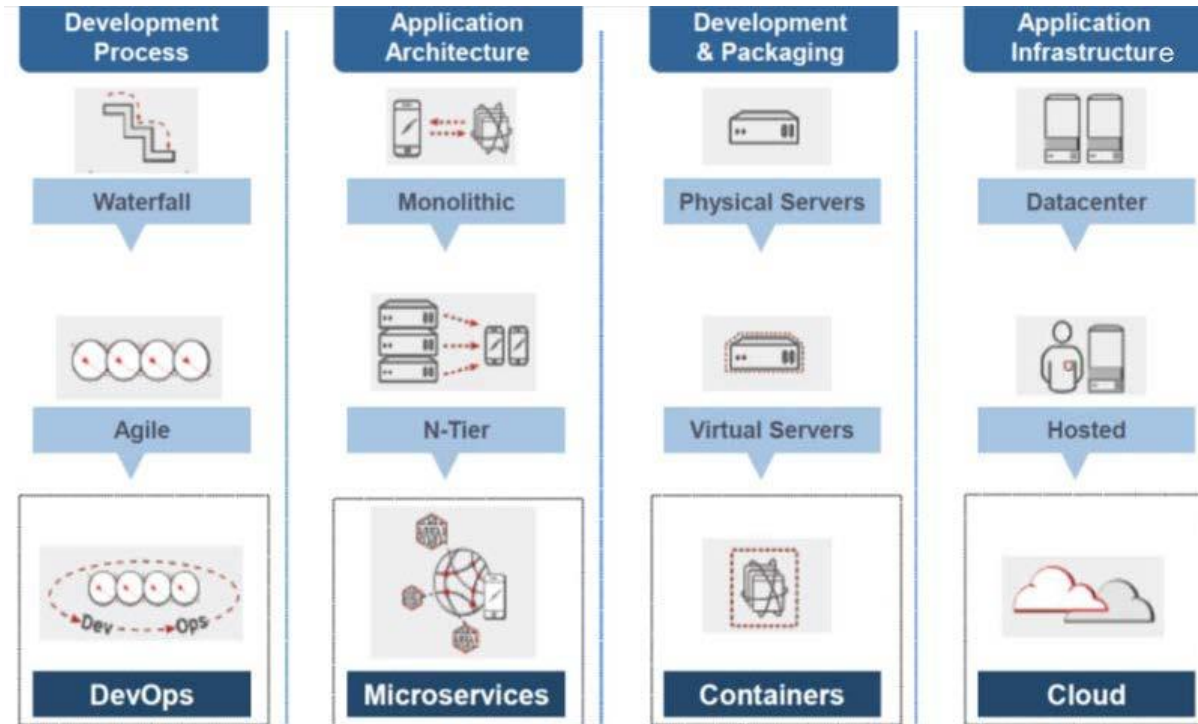 Development
Process
Application
Architecture
Development
& Packaging
Application
Infrastructure
Waterfall
Monolithic
Physical Servers
Datacenter
Agile
N-Tier
Virtual Servers
Hosted
Dev
Ops
DevOps
Microservices
Containers
Cloud